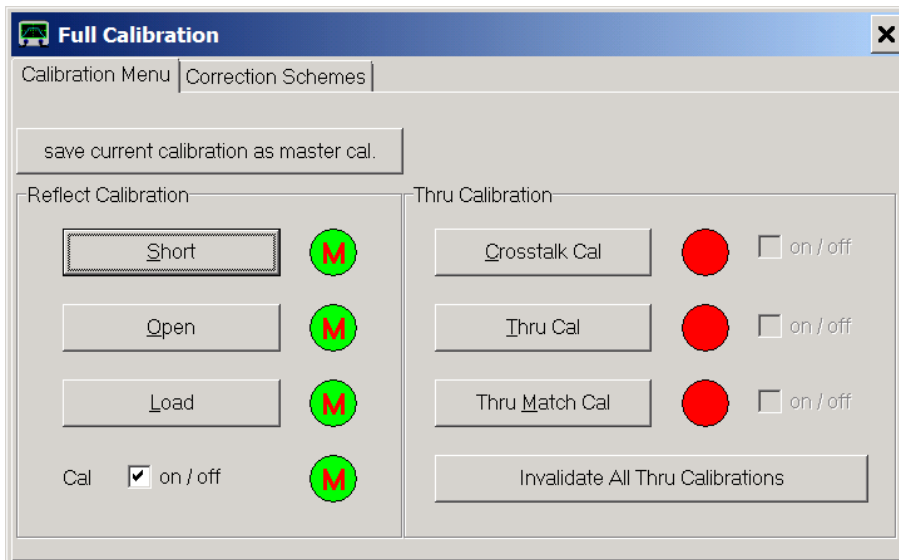 Full Calibration
Calibration Menu Correction Schemes
save current calibration as master cal.
Reflect Calibration
Short M
Open M
Load M
Cal on / off M
Thru Calibration
Crosstalk Cal on / off
Thru Cal on / off
Thru Match Cal on / off
Invalidate All Thru Calibrations